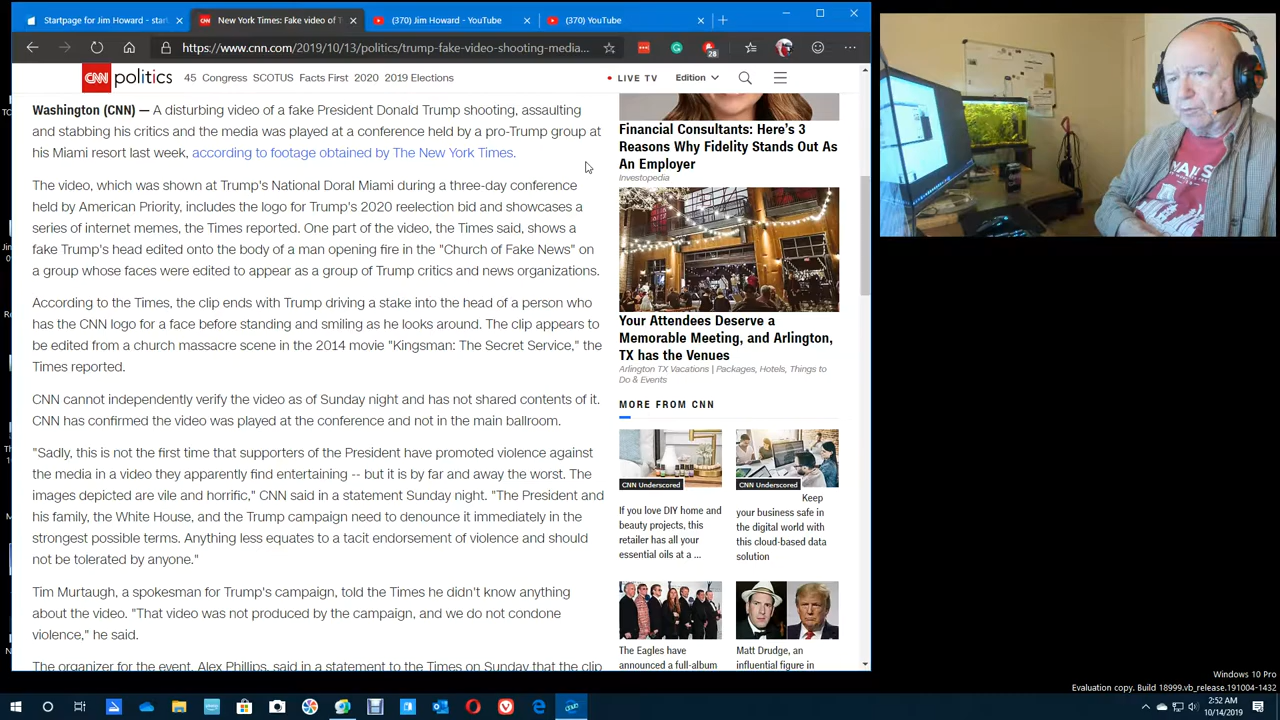 Startpage for Jim Howard - star
New York Times: Fake video of T
(370) Jim Howard - YouTube
(370) YouTube
https://www.cnn.com/2019/10/13/politics/trump-fake-video-shooting-media...
28
CNN politics 45 Congress SCOTUS Facts First 2020 2019 Elections
LIVE TV Edition
Washington (CNN) — A disturbing video of a fake President Donald Trump shooting, assaulting
and stabbing his critics and the media was played at a conference held by a pro-Trump group at
his Miami resort last week, according to footage obtained by The New York Times.
The video, which was shown at Trump's National Doral Miami during a three-day conference
held by American Priority, includes the logo for Trump's 2020 reelection bid and showcases a
series of internet memes, the Times reported. One part of the video, the Times said, shows a
fake Trump's head edited onto the body of a man opening fire in the "Church of Fake News" on
a group whose faces were edited to appear as a group of Trump critics and news organizations.
According to the Times, the clip ends with Trump driving a stake into the head of a person who
has the CNN logo for a face before standing and smiling as he looks around. The clip appears to
be edited from a church massacre scene in the 2014 movie "Kingsman: The Secret Service," the
Times reported.
CNN cannot independently verify the video as of Sunday night and has not shared contents of it.
CNN has confirmed the video was played at the conference and not in the main ballroom.
"Sadly, this is not the first time that supporters of the President have promoted violence against
the media in a video they apparently find entertaining -- but it is by far and away the worst. The
images depicted are vile and horrific," CNN said in a statement Sunday night. "The President and
his family, the White House, and the Trump campaign need to denounce it immediately in the
strongest possible terms. Anything less equates to a tacit endorsement of violence and should
not be tolerated by anyone."
Tim Murtaugh, a spokesman for Trump's campaign, told the Times he didn't know anything
about the video. "That video was not produced by the campaign, and we do not condone
violence," he said.
The organizer for the event, Alex Phillips, said in a statement to the Times on Sunday that the clip
Financial Consultants: Here's 3
Reasons Why Fidelity Stands Out As
An Employer
Investopedia
Your Attendees Deserve a
Memorable Meeting, and Arlington,
TX has the Venues
Arlington TX Vacations | Packages, Hotels, Things to
Do & Events
MORE FROM CNN
CNN Underscored
If you love DIY home and
beauty projects, this
retailer has all your
essential oils at a ...
CNN Underscored
Keep
your business safe in
the digital world with
this cloud-based data
solution
The Eagles have
announced a full-album
Matt Drudge, an
influential figure in
Windows 10 Pro
Evaluation copy. Build 18999.vb_release.191004-1432
2:52 AM
10/14/2019